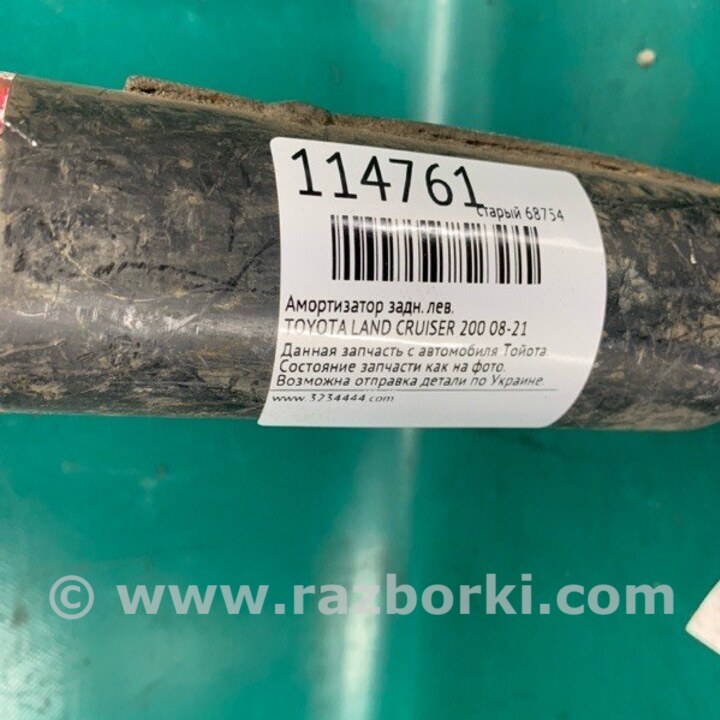 114761
старый 68754
Амортизатор задн. лев.
TOYOTA LAND CRUISER 200 08-21
Данная запчасть с автомобиля Тойота.
Состояние запчасти как на фото.
Возможна отправка детали по Украине.
www.3234444.com
© www.razborki.com